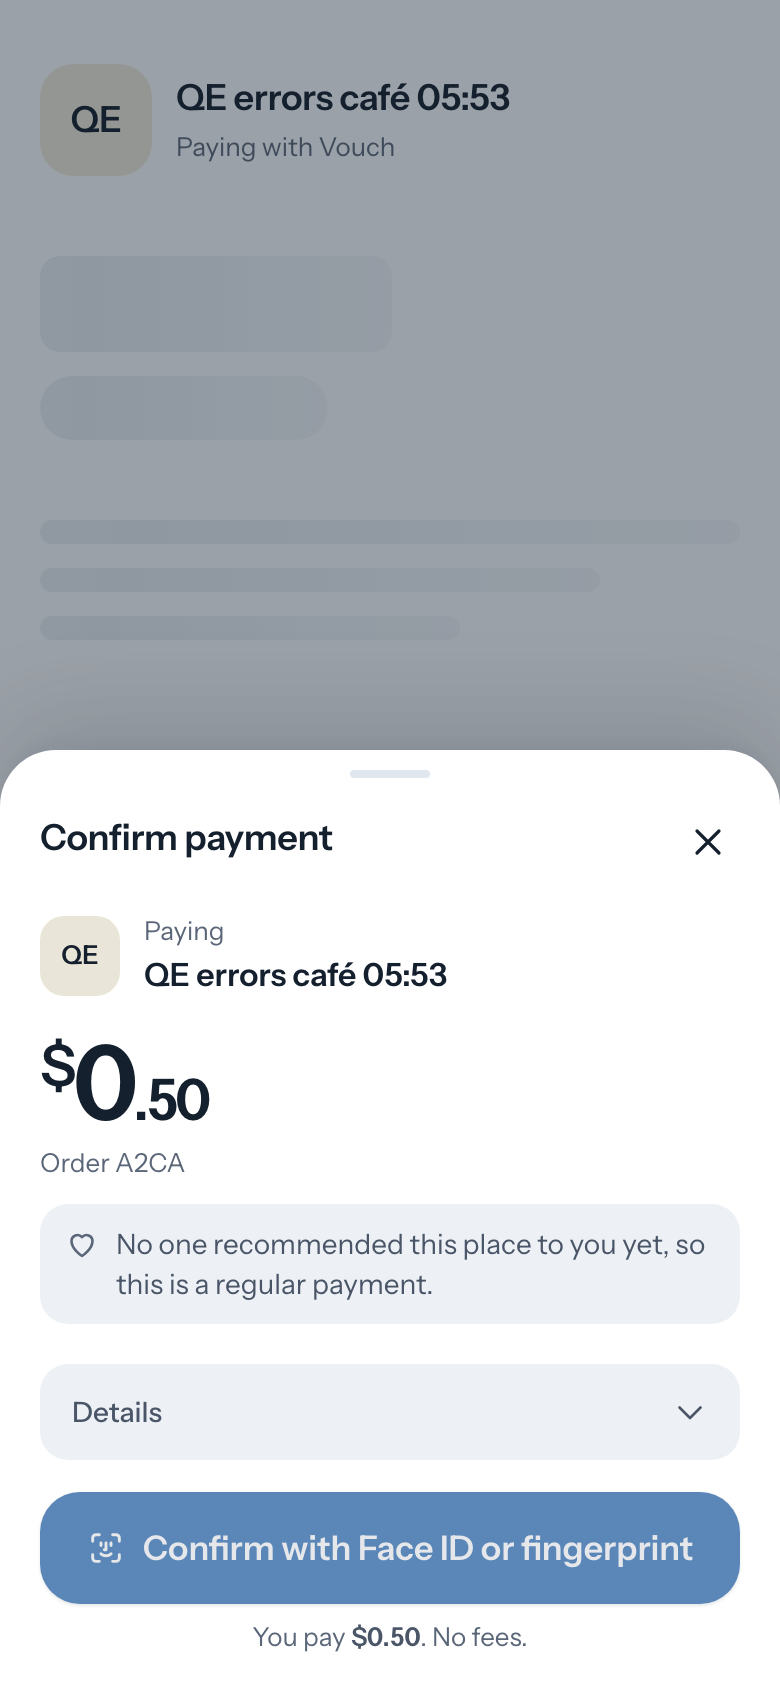 QE
QE errors café 05:53
Paying with Vouch
Confirm payment
QE
Paying
QE errors café 05:53
$0.50
Order A2CA
No one recommended this place to you yet, so
this is a regular payment.
Details
Confirm with Face ID or fingerprint
You pay $0.50. No fees.